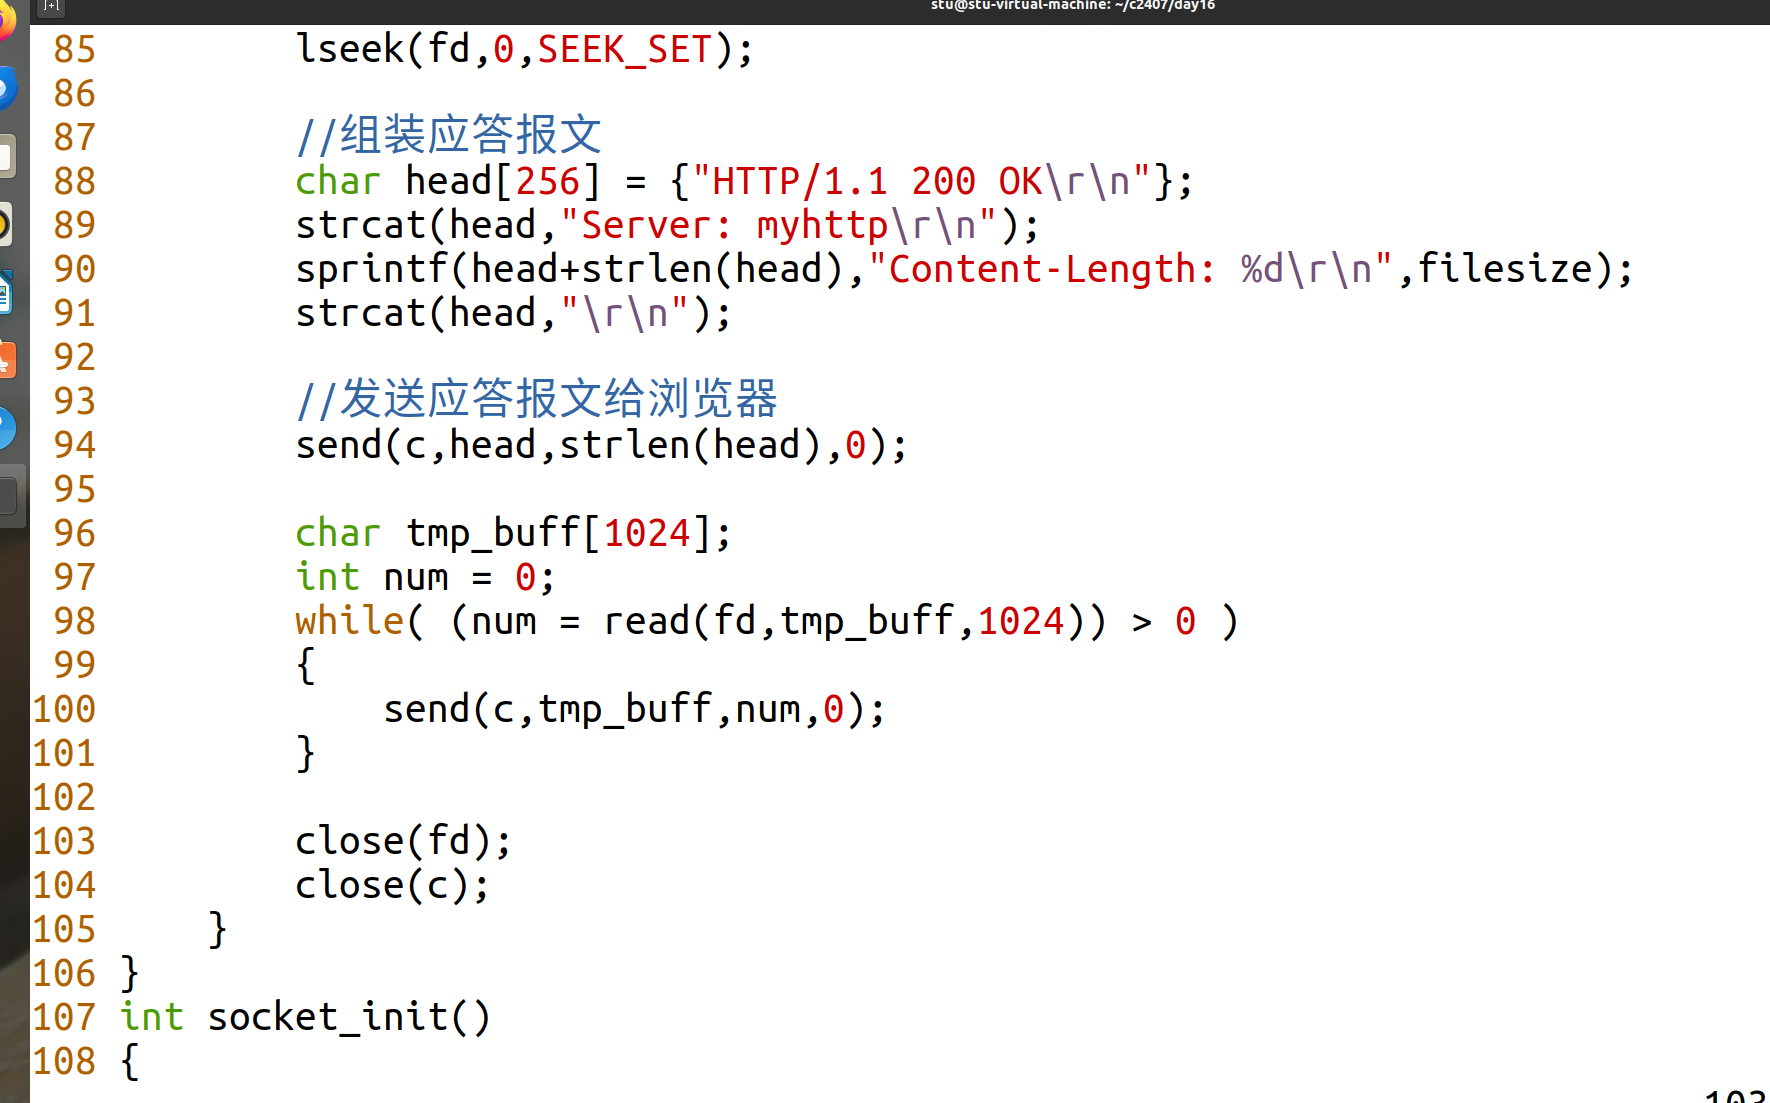 stu@stu-virtual-machine: ~/c2407/day16
85         lseek(fd,0,SEEK_SET);
86
87         //组装应答报文
88         char head[256] = {"HTTP/1.1 200 OK\r\n"};
89         strcat(head,"Server: myhttp\r\n");
90         sprintf(head+strlen(head),"Content-Length: %d\r\n",filesize);
91         strcat(head,"\r\n");
92
93         //发送应答报文给浏览器
94         send(c,head,strlen(head),0);
95
96         char tmp_buff[1024];
97         int num = 0;
98         while( (num = read(fd,tmp_buff,1024)) > 0 )
99         {
100             send(c,tmp_buff,num,0);
101         }
102
103         close(fd);
104         close(c);
105     }
106 }
107 int socket_init()
108 {